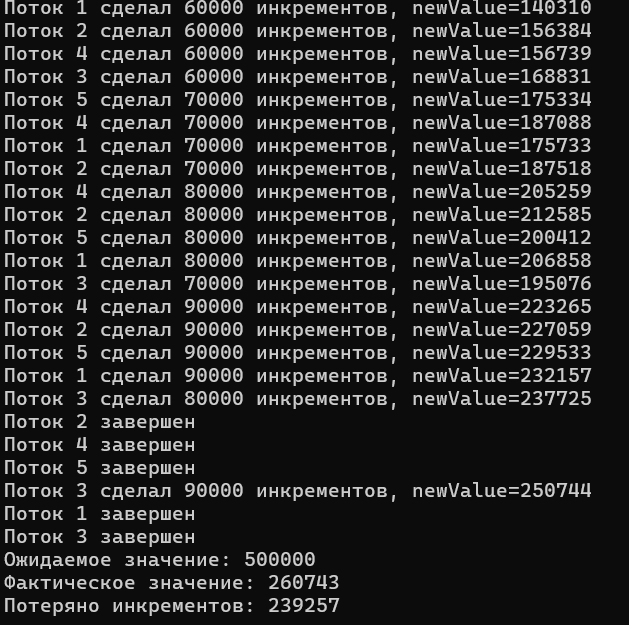 Поток 1 сделал 60000 инкрементов, newValue=140310
Поток 2 сделал 60000 инкрементов, newValue=156384
Поток 4 сделал 60000 инкрементов, newValue=156739
Поток 3 сделал 60000 инкрементов, newValue=168831
Поток 5 сделал 70000 инкрементов, newValue=175334
Поток 4 сделал 70000 инкрементов, newValue=187088
Поток 1 сделал 70000 инкрементов, newValue=175733
Поток 2 сделал 70000 инкрементов, newValue=187518
Поток 4 сделал 80000 инкрементов, newValue=205259
Поток 2 сделал 80000 инкрементов, newValue=212585
Поток 5 сделал 80000 инкрементов, newValue=200412
Поток 1 сделал 80000 инкрементов, newValue=206858
Поток 3 сделал 70000 инкрементов, newValue=195076
Поток 4 сделал 90000 инкрементов, newValue=223265
Поток 2 сделал 90000 инкрементов, newValue=227059
Поток 5 сделал 90000 инкрементов, newValue=229533
Поток 1 сделал 90000 инкрементов, newValue=232157
Поток 3 сделал 80000 инкрементов, newValue=237725
Поток 2 завершен
Поток 4 завершен
Поток 5 завершен
Поток 3 сделал 90000 инкрементов, newValue=250744
Поток 1 завершен
Поток 3 завершен
Ожидаемое значение: 500000
Фактическое значение: 260743
Потеряно инкрементов: 239257